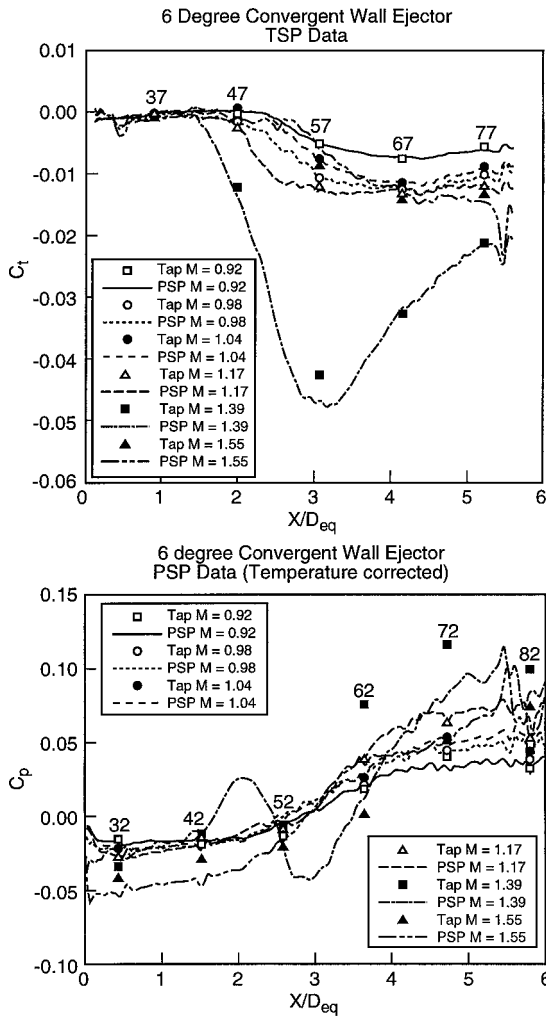 6 Degree Convergent Wall Ejector
TSP Data
0.01
0.00
-0.01
-0.02
-0.03
-0.04
-0.05
-0.06
Ct
37
47
57
67
77
Tap M = 0.92
PSP M = 0.92
Tap M = 0.98
PSP M = 0.98
Tap M = 1.04
PSP M = 1.04
Tap M = 1.17
PSP M = 1.17
Tap M = 1.39
PSP M = 1.39
Tap M = 1.55
PSP M = 1.55
0 1 2 3 4 5 6
X/Deq
6 degree Convergent Wall Ejector
PSP Data (Temperature corrected)
0.15
0.10
0.05
0.00
-0.05
-0.10
Cp
Tap M = 0.92
PSP M = 0.92
Tap M = 0.98
PSP M = 0.98
Tap M = 1.04
PSP M = 1.04
32
42
52
62
72
82
Tap M = 1.17
PSP M = 1.17
Tap M = 1.39
PSP M = 1.39
Tap M = 1.55
PSP M = 1.55
0 1 2 3 4 5 6
X/Deq